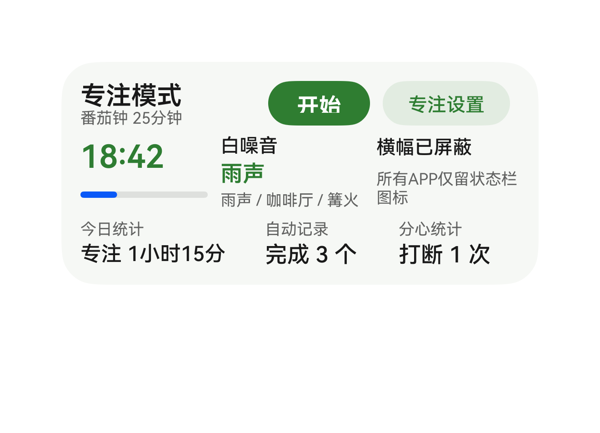 专注模式
番茄钟 25分钟
开始
专注设置
18:42
白噪音
雨声
雨声 / 咖啡厅 / 篝火
横幅已屏蔽
所有APP仅留状态栏
图标
今日统计
专注 1小时15分
自动记录
完成 3 个
分心统计
打断 1 次